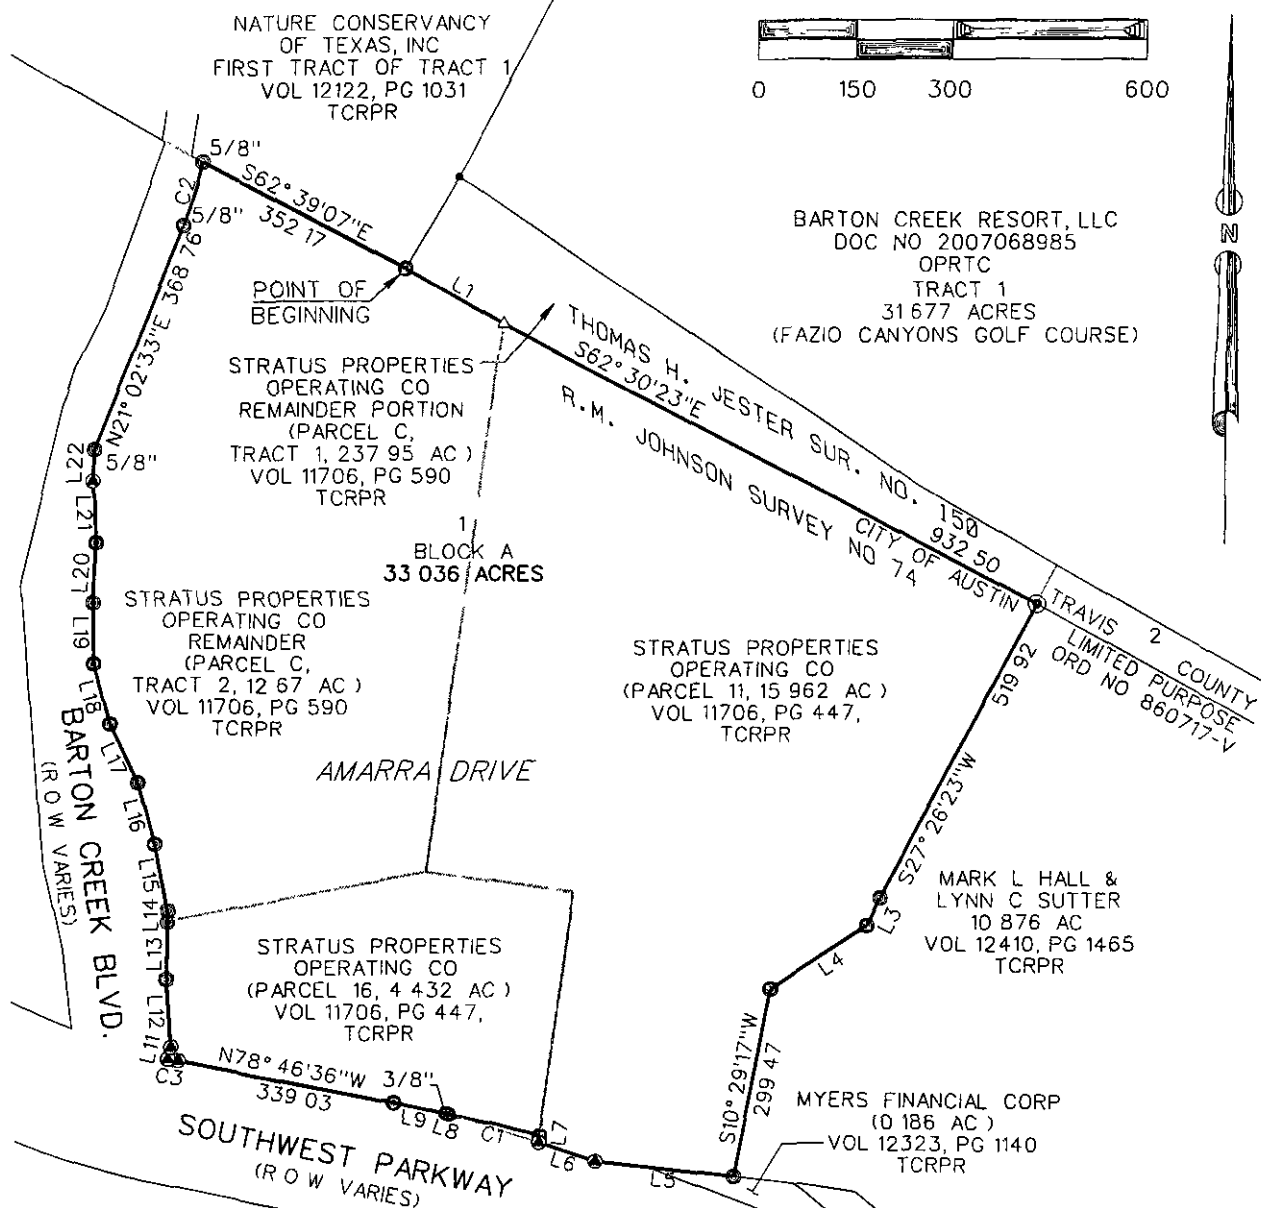 NATURE CONSERVANCY
OF TEXAS, INC
FIRST TRACT OF TRACT 1
VOL 12122, PG 1031
TCRPR
0 150 300 600
N
BARTON CREEK RESORT, LLC
DOC NO 2007068985
OPRTC
TRACT 1
31 677 ACRES
(FAZIO CANYONS GOLF COURSE)
5/8"
C2
5/8"
S62° 39'07"E
352 17
POINT OF
BEGINNING
L1
N21° 02'33"E 368 76
THOMAS H. JESTER SUR. NO. 150
S62° 30'23"E
932 50
R.M. JOHNSON SURVEY NO 74
CITY OF AUSTIN
STRATUS PROPERTIES
OPERATING CO
REMAINDER PORTION
(PARCEL C,
TRACT 1, 237 95 AC )
VOL 11706, PG 590
TCRPR
5/8"
L22
L21
L20
L19
L18
L17
L16
L15
L14
L13
L12
L11
1
BLOCK A
33 036 ACRES
STRATUS PROPERTIES
OPERATING CO
REMAINDER
(PARCEL C,
TRACT 2, 12 67 AC )
VOL 11706, PG 590
TCRPR
STRATUS PROPERTIES
OPERATING CO
(PARCEL 11, 15 962 AC )
VOL 11706, PG 447,
TCRPR
TRAVIS COUNTY
2
LIMITED PURPOSE
ORD NO 860717-V
519 92
S27° 26'23"W
AMARRA DRIVE
BARTON CREEK BLVD.
(R O W VARIES)
MARK L HALL &
LYNN C SUTTER
10 876 AC
VOL 12410, PG 1465
TCRPR
L3
L4
STRATUS PROPERTIES
OPERATING CO
(PARCEL 16, 4 432 AC )
VOL 11706, PG 447,
TCRPR
S10° 29'17"W
299 47
C3
N78° 46'36"W
339 03
3/8"
L9
L8
C1
L7
L6
L5
MYERS FINANCIAL CORP
(0 186 AC )
VOL 12323, PG 1140
TCRPR
SOUTHWEST PARKWAY
(R O W VARIES)